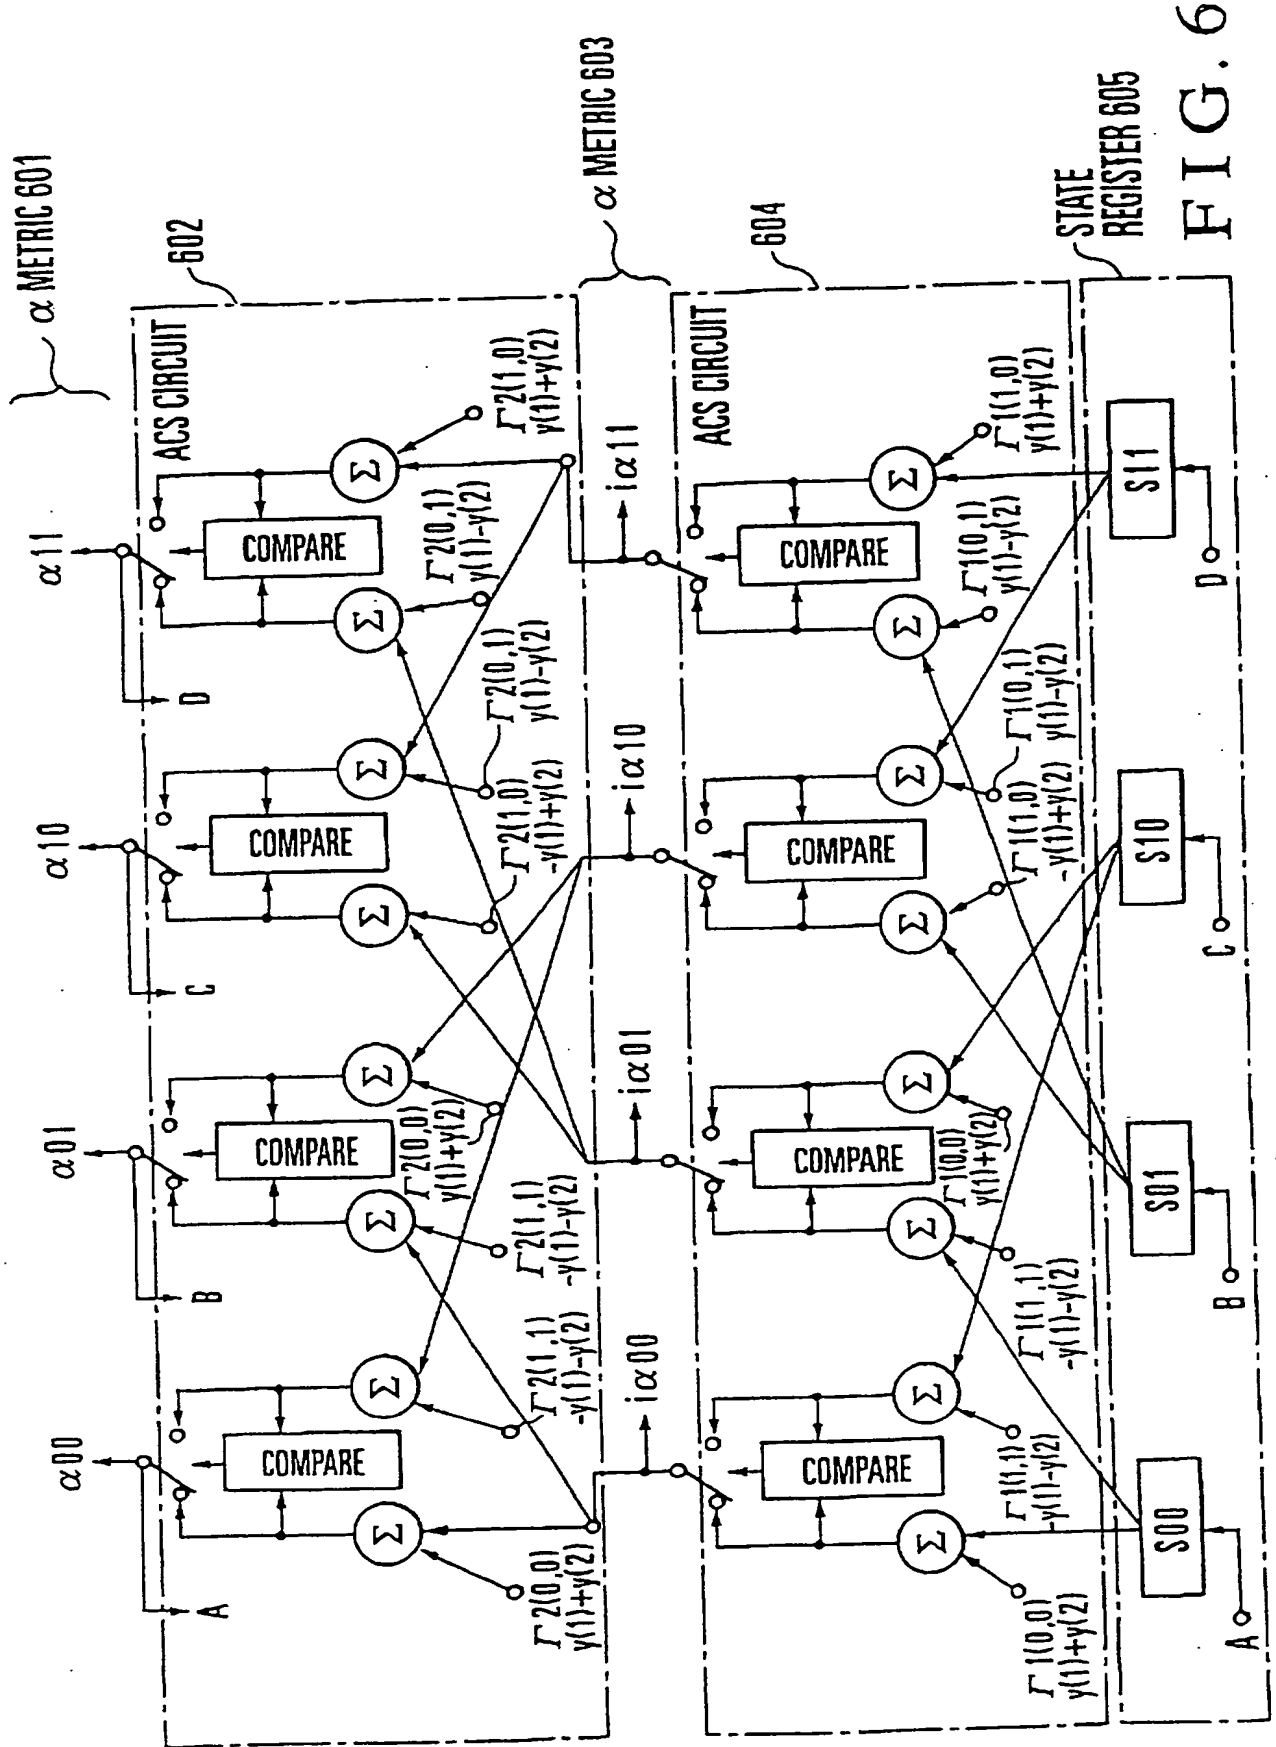 α METRIC 601
602
α METRIC 603
604
STATE
REGISTER 605
FIG. 6
α00
α01
α10
α11
A
B
C
D
ACS CIRCUIT
COMPARE
COMPARE
COMPARE
COMPARE
Σ
Σ
Σ
Σ
Σ
Σ
Σ
Σ
Γ2(0,0)
y(1)+y(2)
Γ2(1,1)
-y(1)-y(2)
Γ2(1,1)
-y(1)-y(2)
Γ2(0,0)
y(1)+y(2)
Γ2(1,0)
-y(1)+y(2)
Γ2(0,1)
y(1)-y(2)
Γ2(0,1)
y(1)-y(2)
Γ2(1,0)
y(1)+y(2)
iα00
iα01
iα10
iα11
ACS CIRCUIT
COMPARE
COMPARE
COMPARE
COMPARE
Σ
Σ
Σ
Σ
Σ
Σ
Σ
Σ
Γ1(0,0)
y(1)+y(2)
Γ1(1,1)
-y(1)-y(2)
Γ1(1,1)
-y(1)-y(2)
Γ1(0,0)
y(1)+y(2)
Γ1(1,0)
-y(1)+y(2)
Γ1(0,1)
y(1)-y(2)
Γ1(0,1)
y(1)-y(2)
Γ1(1,0)
y(1)+y(2)
S00
S01
S10
S11
A
B
C
D